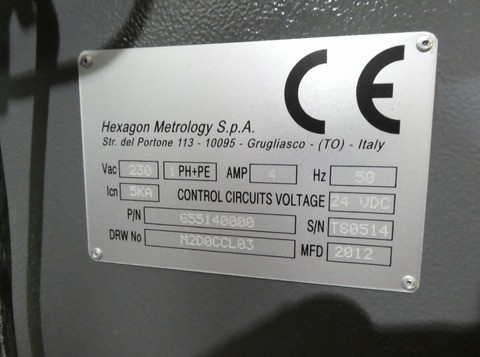 CE
Hexagon Metrology S.p.A.
Str. del Portone 113 - 10095 - Grugliasco - (TO) - Italy
Vac 230 1 PH+PE AMP 4 Hz 50
Icn 5KA CONTROL CIRCUITS VOLTAGE 24 VDC
P/N G55140000 S/N TS0514
DRW No M2D0CCL03 MFD 2012